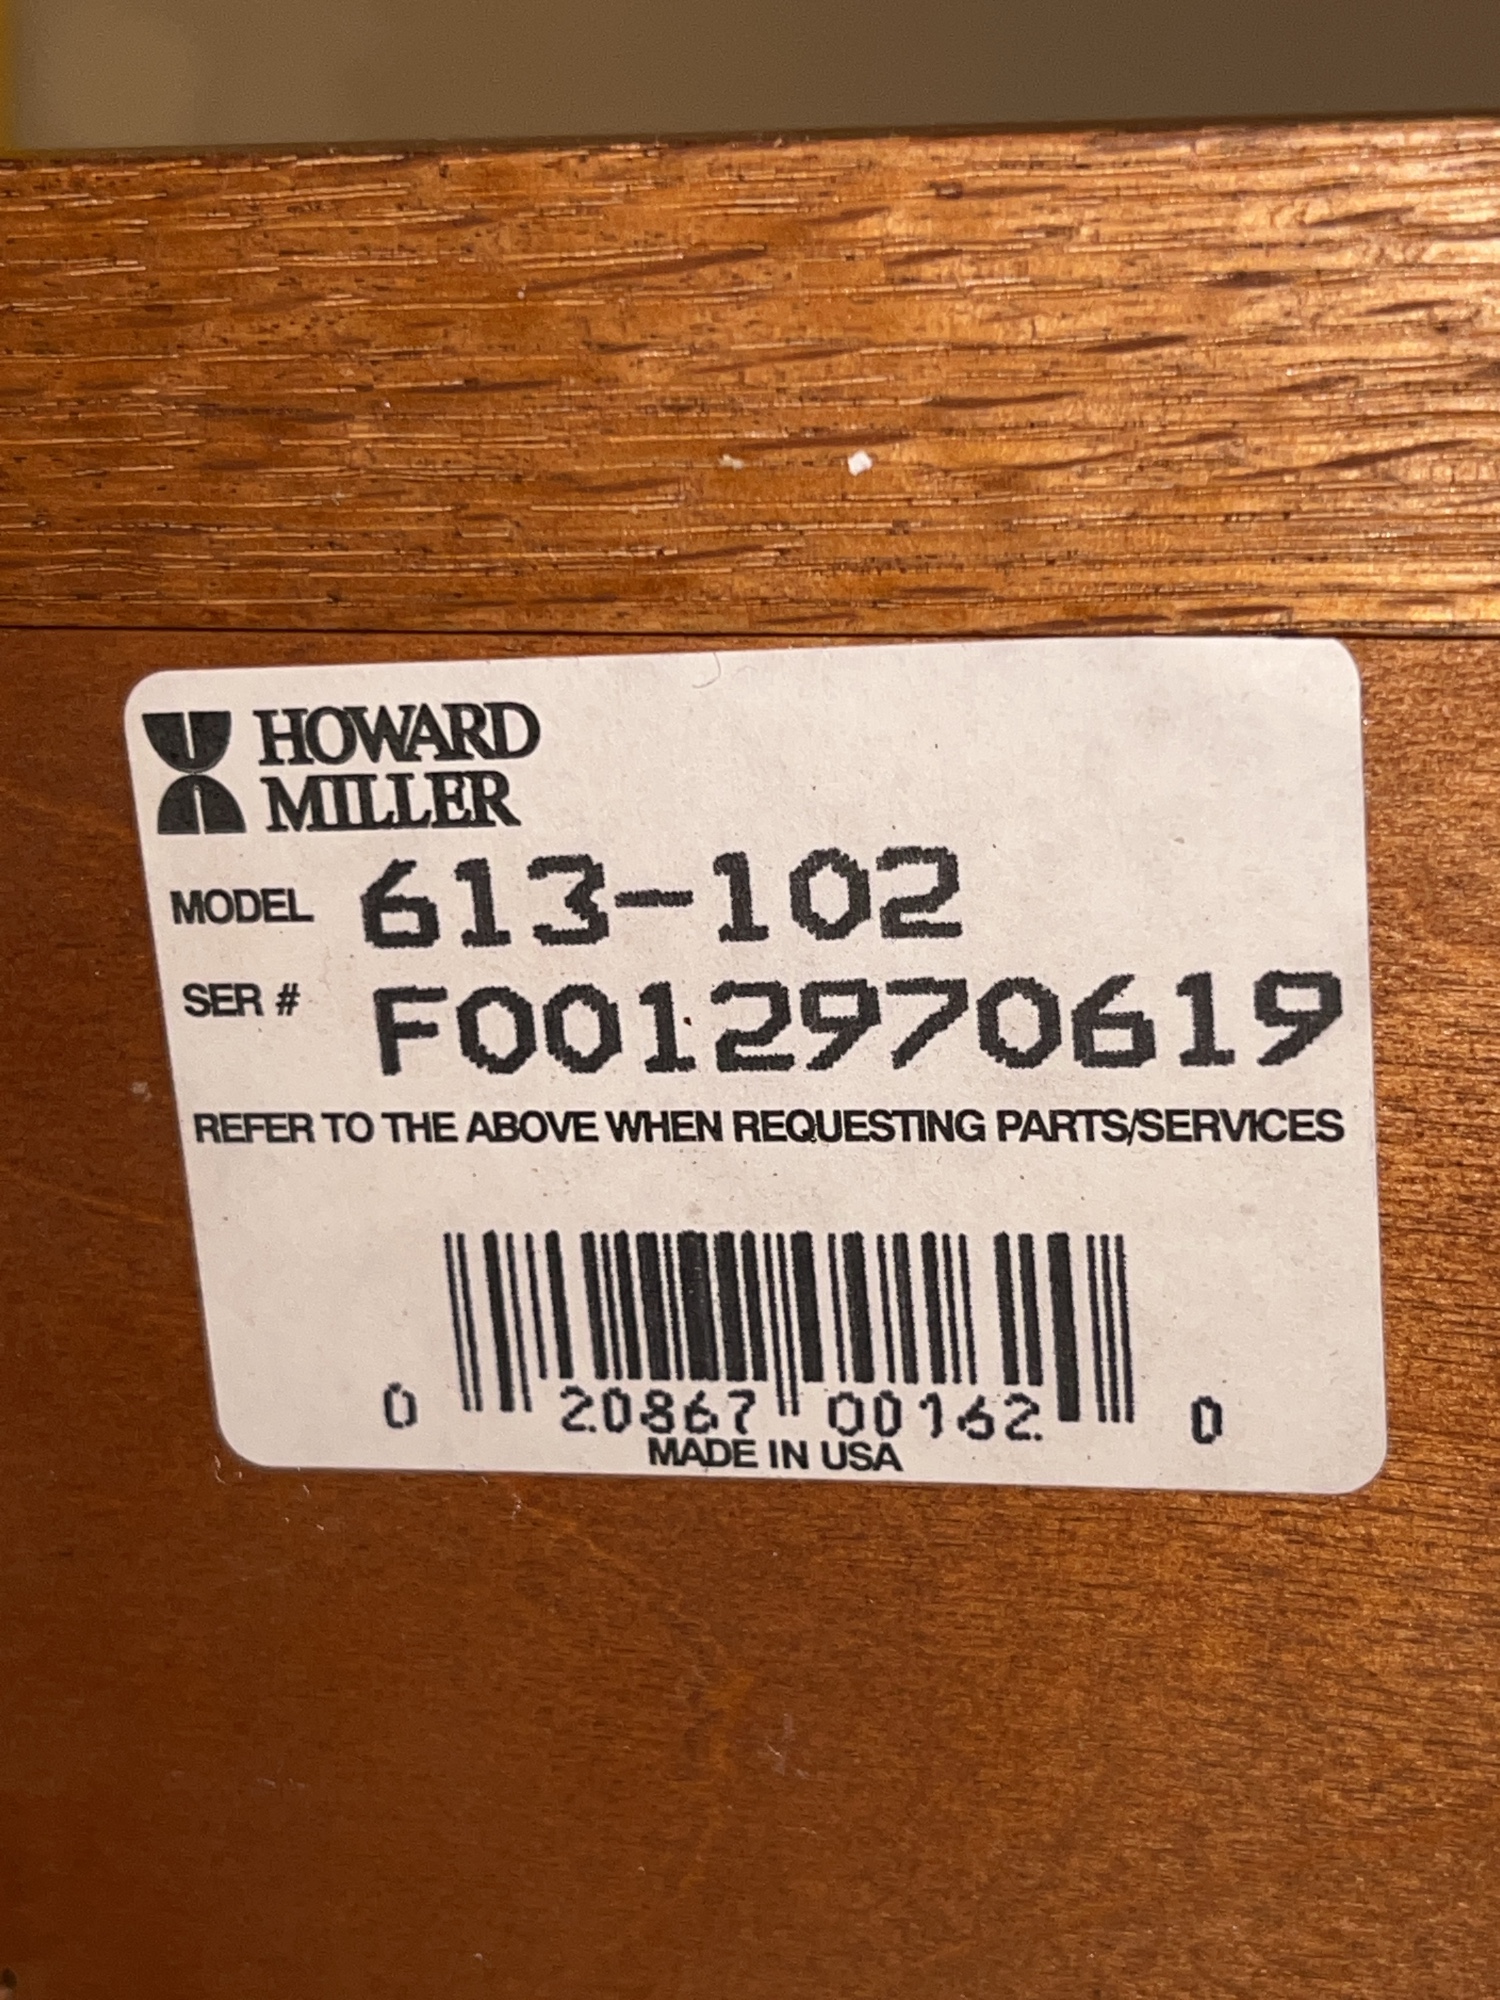 HOWARD
MILLER
MODEL 613-102
SER # F0012970619
REFER TO THE ABOVE WHEN REQUESTING PARTS/SERVICES
0 20867 00162 0
MADE IN USA